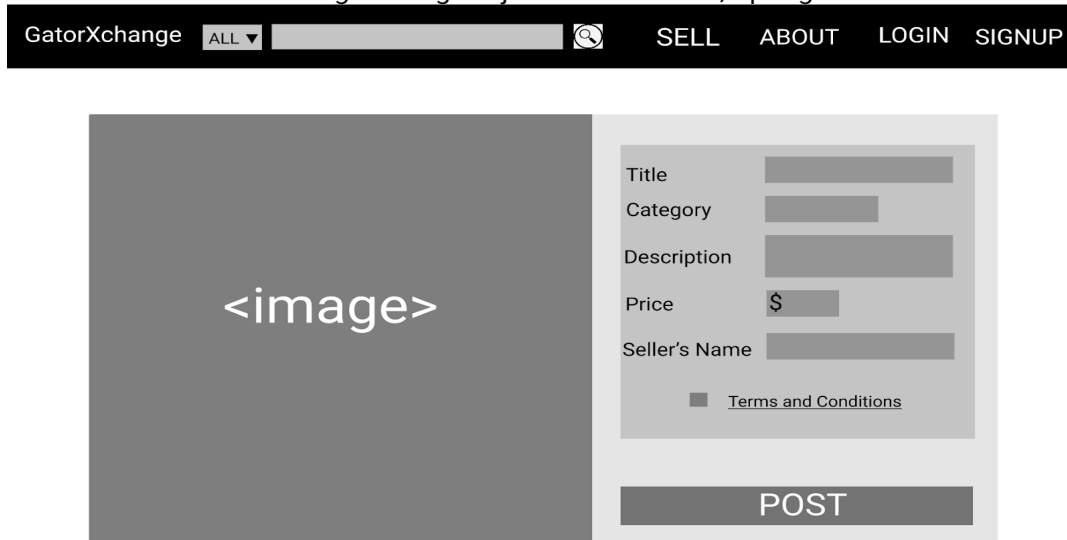 GatorXchange ALL ▼ SELL ABOUT LOGIN SIGNUP
<image>
Title
Category
Description
Price $
Seller's Name
Terms and Conditions
POST